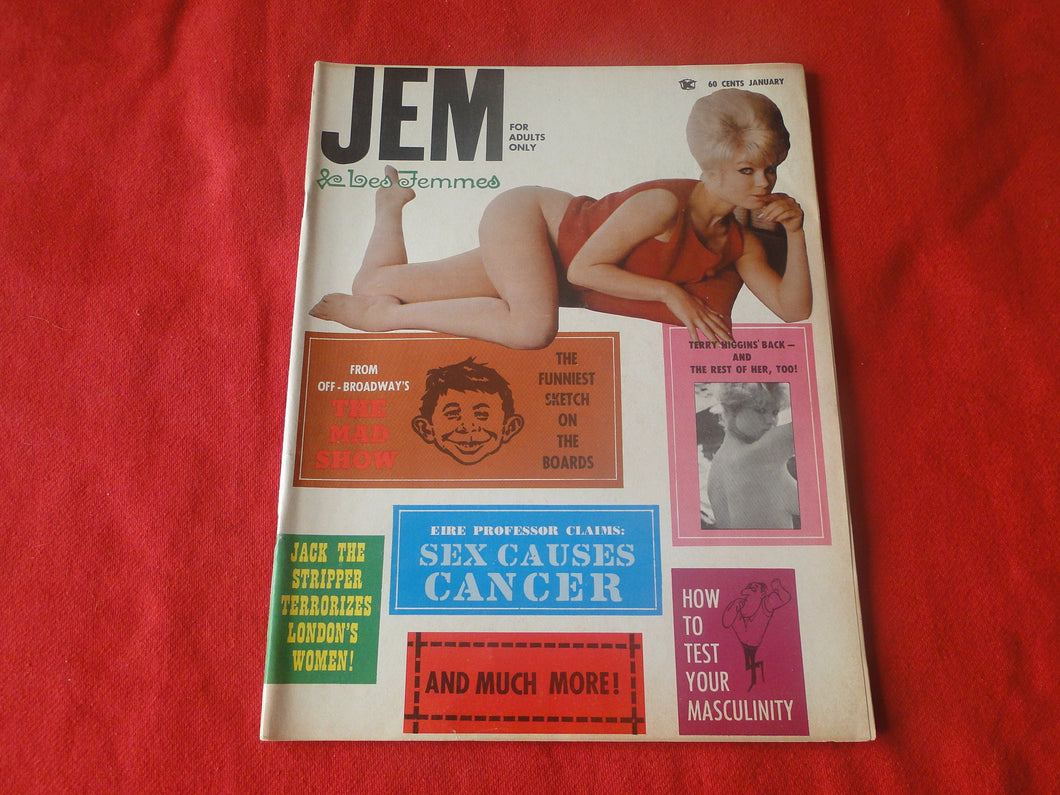 JEM
FOR
ADULTS
ONLY
& Les Femmes
K
60 CENTS JANUARY
FROM
OFF-BROADWAY'S
THE
MAD
SHOW
THE
FUNNIEST
SKETCH
ON
THE
BOARDS
TERRY HIGGINS' BACK —
AND
THE REST OF HER, TOO!
EIRE PROFESSOR CLAIMS:
SEX CAUSES
CANCER
JACK THE
STRIPPER
TERRORIZES
LONDON'S
WOMEN!
AND MUCH MORE!
HOW
TO
TEST
YOUR
MASCULINITY